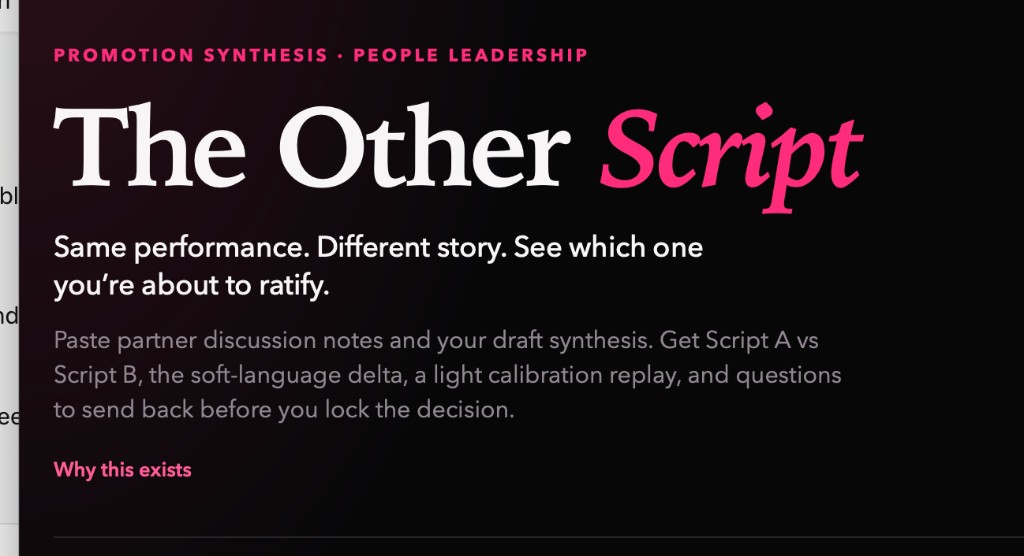 PROMOTION SYNTHESIS · PEOPLE LEADERSHIP
The Other Script
Same performance. Different story. See which one
you’re about to ratify.
Paste partner discussion notes and your draft synthesis. Get Script A vs
Script B, the soft-language delta, a light calibration replay, and questions
to send back before you lock the decision.
Why this exists